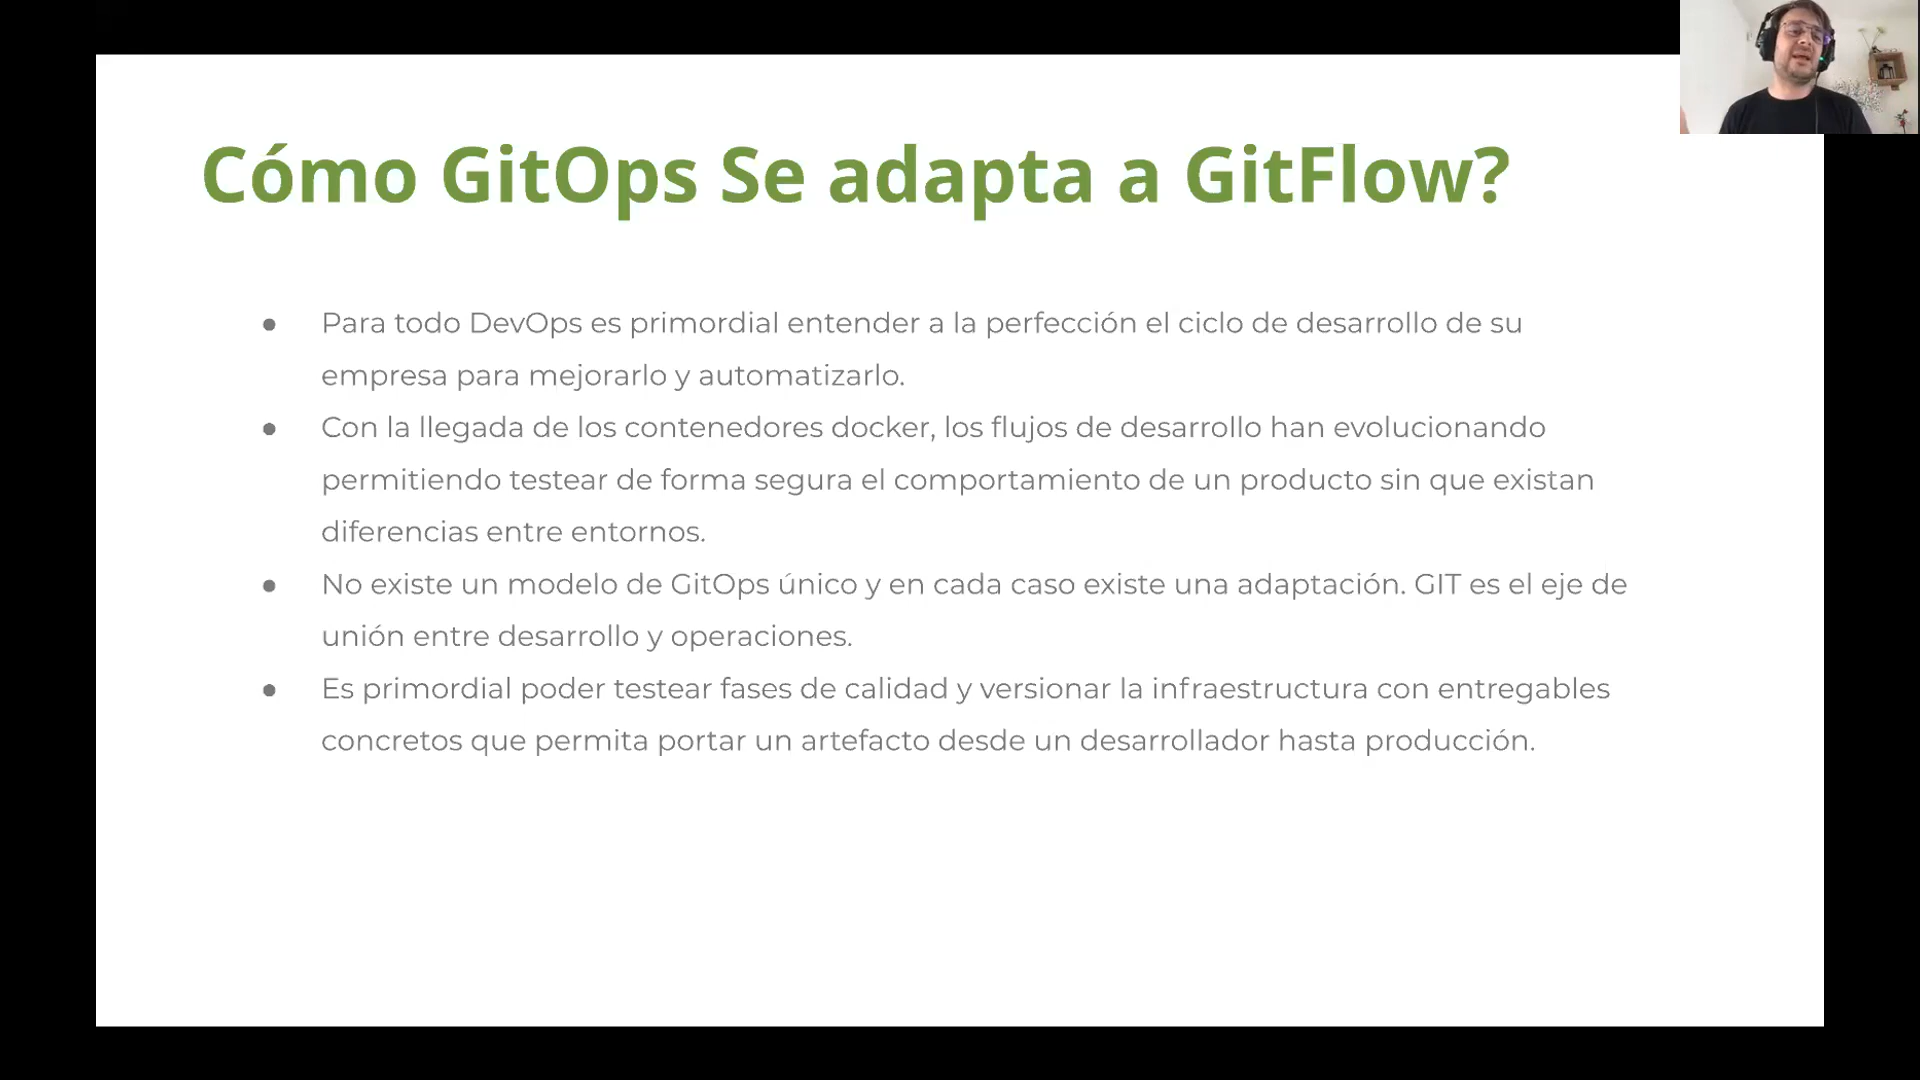 Cómo GitOps Se adapta a GitFlow?
● Para todo DevOps es primordial entender a la perfección el ciclo de desarrollo de su
empresa para mejorarlo y automatizarlo.
● Con la llegada de los contenedores docker, los flujos de desarrollo han evolucionando
permitiendo testear de forma segura el comportamiento de un producto sin que existan
diferencias entre entornos.
● No existe un modelo de GitOps único y en cada caso existe una adaptación. GIT es el eje de
unión entre desarrollo y operaciones.
● Es primordial poder testear fases de calidad y versionar la infraestructura con entregables
concretos que permita portar un artefacto desde un desarrollador hasta producción.